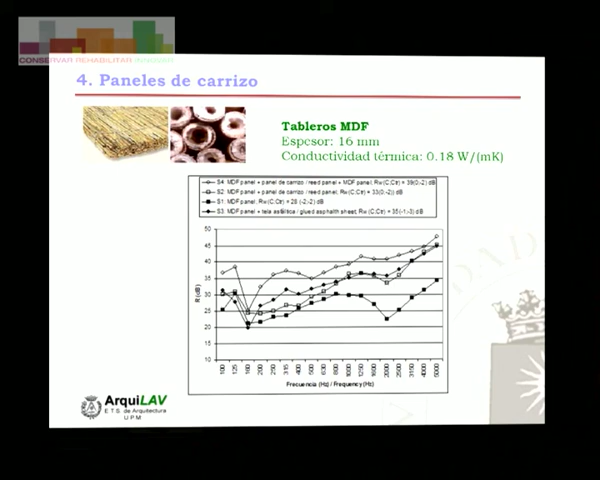 CONSERVAR REHABILITAR INNOVAR
4. Paneles de carrizo
Tableros MDF
Espesor: 16 mm
Conductividad térmica: 0.18 W/(mK)
S4: MDF panel + panel de carrizo / reed panel + MDF panel; Rw (C;Ctr) = 39(0;-2) dB
S2: MDF panel + panel de carrizo / reed panel; Rw (C;Ctr) = 33(0;-2)) dB
S1: MDF panel; Rw (C;Ctr) = 28 (-2;-2) dB
S3: MDF panel + tela asfáltica / glued asphalth sheet; Rw (C;Ctr) = 35(-1;-3) dB
50
45
40
35
30
25
20
15
10
R (dB)
100 125 160 200 250 315 400 500 630 800 1000 1250 1600 2000 2500 3150 4000 5000
Frecuencia (Hz) / Frequency (Hz)
ArquiLAV
E.T.S. de Arquitectura
UPM